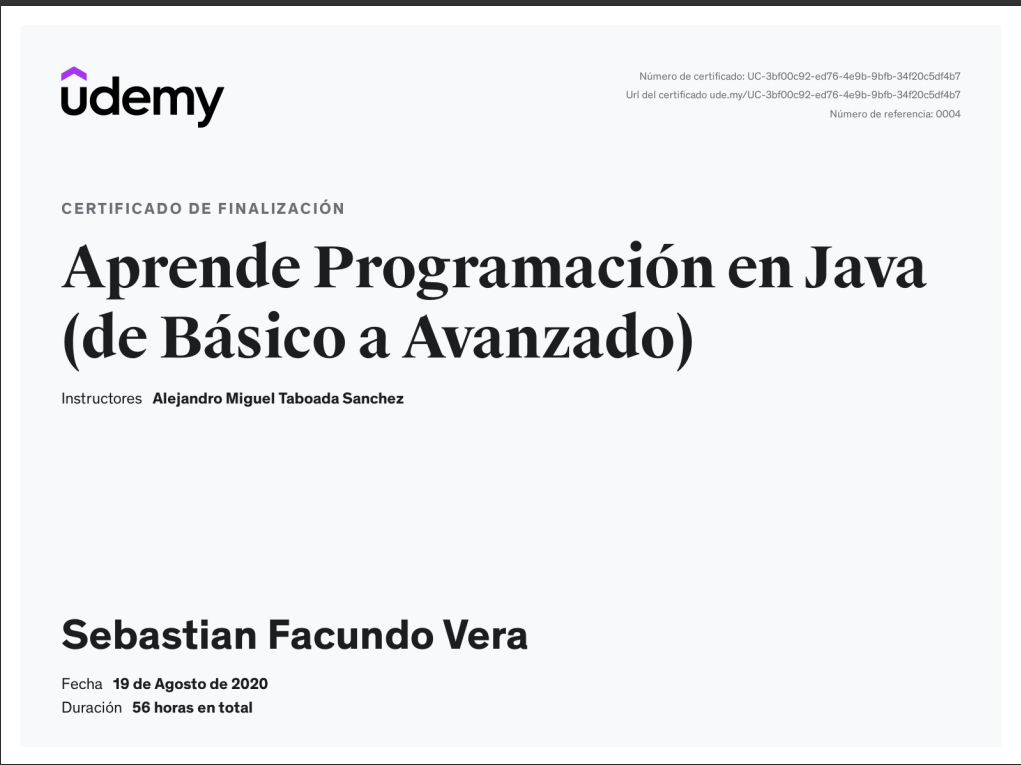 udemy
Número de certificado: UC-3bf00c92-ed76-4e9b-9bfb-34f20c5df4b7
Url del certificado ude.my/UC-3bf00c92-ed76-4e9b-9bfb-34f20c5df4b7
Número de referencia: 0004
CERTIFICADO DE FINALIZACIÓN
Aprende Programación en Java
(de Básico a Avanzado)
Instructores Alejandro Miguel Taboada Sanchez
Sebastian Facundo Vera
Fecha 19 de Agosto de 2020
Duración 56 horas en total